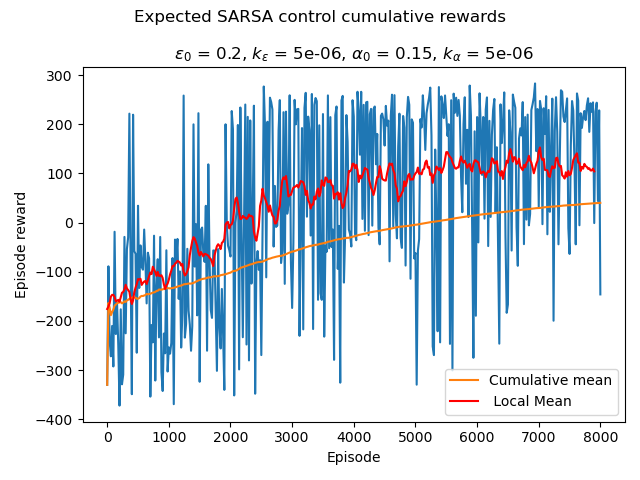 Expected SARSA control cumulative rewards
ε₀ = 0.2, kε = 5e-06, α₀ = 0.15, kα = 5e-06
300
200
100
0
−100
−200
−300
−400
Episode reward
0 1000 2000 3000 4000 5000 6000 7000 8000
Episode
Cumulative mean
Local Mean